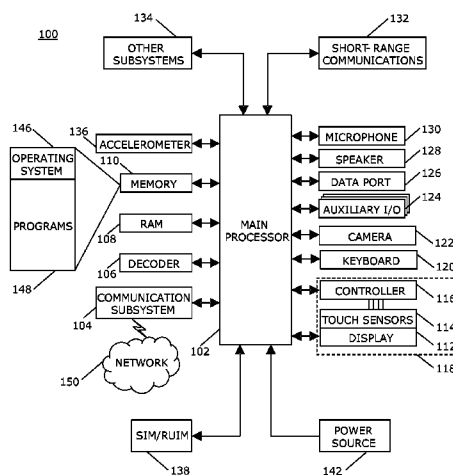 134
132
100
OTHER
SUBSYSTEMS
SHORT-RANGE
COMMUNICATIONS
146
136
ACCELEROMETER
MICROPHONE
130
OPERATING
SYSTEM
110
SPEAKER
128
MEMORY
DATA PORT
126
PROGRAMS
124
AUXILIARY I/O
RAM
108
MAIN
PROCESSOR
CAMERA
122
DECODER
106
KEYBOARD
120
148
COMMUNICATION
SUBSYSTEM
104
CONTROLLER
116
TOUCH SENSORS
114
102
DISPLAY
112
118
NETWORK
150
SIM/RUIM
138
POWER
SOURCE
142